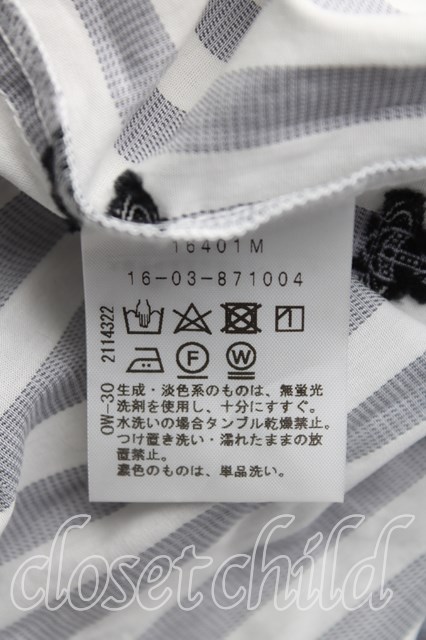 16401M
16-03-871004
F W
OW-30 2114322
生成・淡色系のものは、無蛍光
洗剤を使用し、十分にすすぐ。
水洗いの場合タンブル乾燥禁止。
つけ置き洗い・濡れたままの放
置禁止。
濃色のものは、単品洗い。
closet child